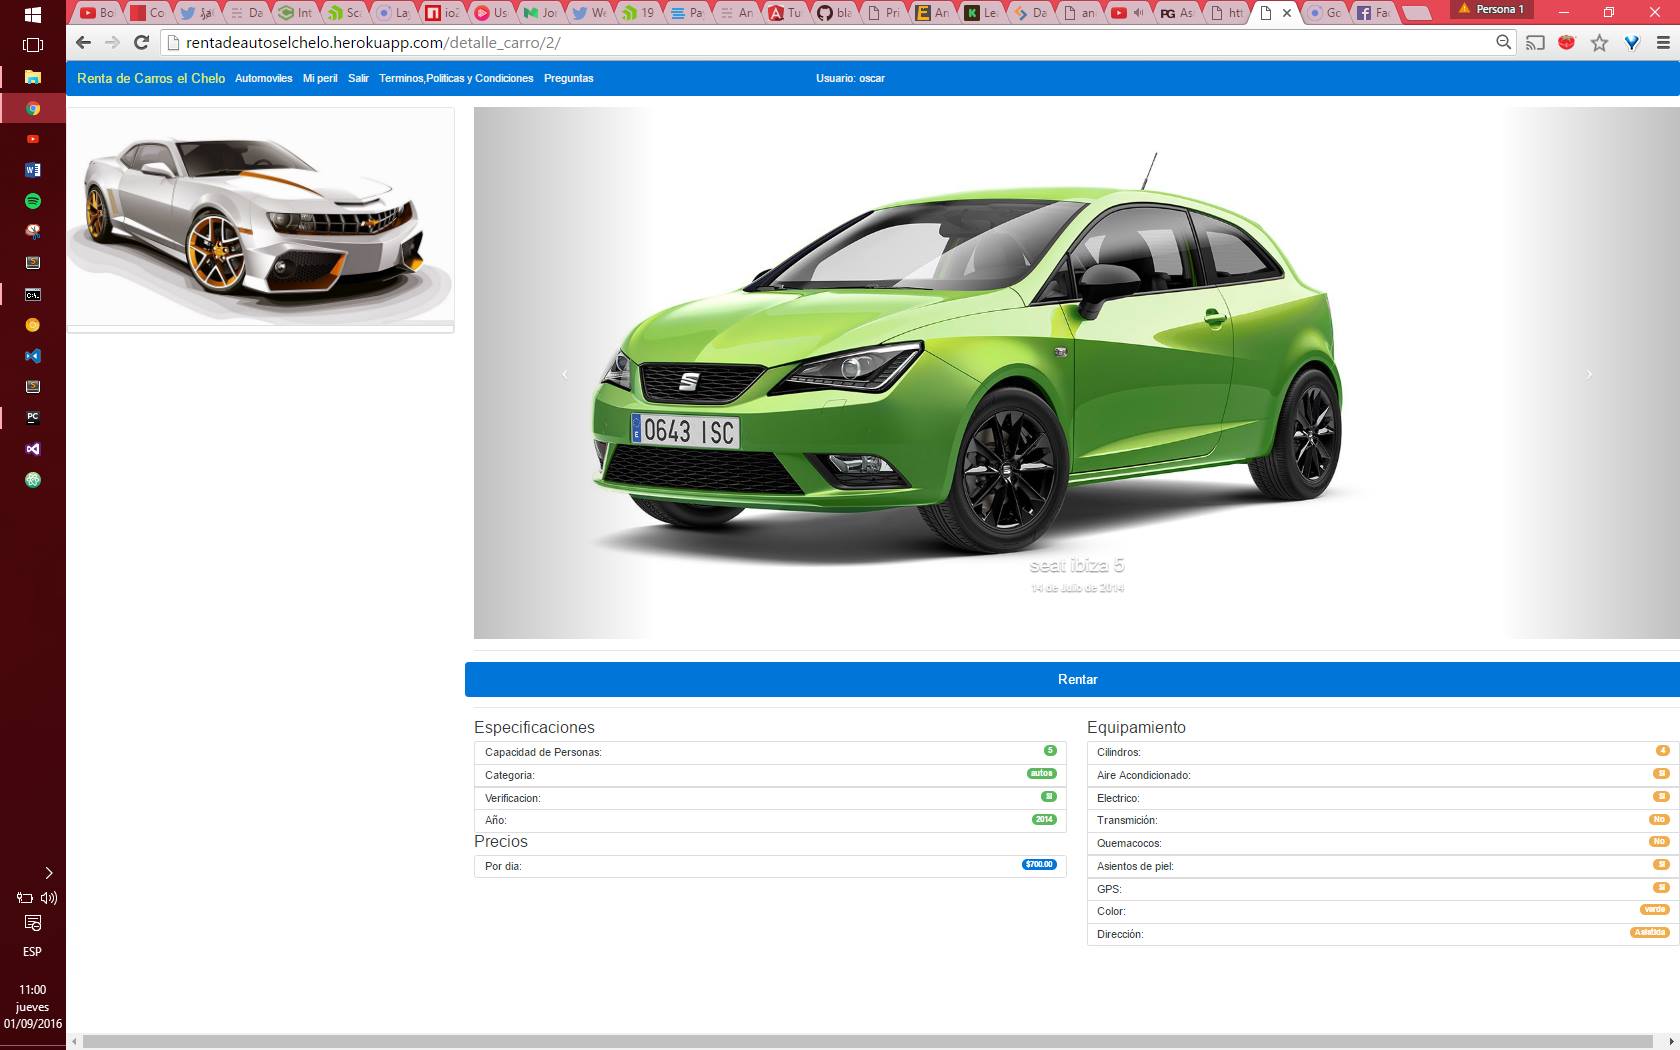 Bo
Co
Da
Int
Sc
La
ioZ
Us
Jo
We
19
Pa
An
Tu
bla
Pri
An
Le
Da
an
PG As
htt
Go
Fa
Persona 1
rentadeautoselchelo.herokuapp.com/detalle_carro/2/
Renta de Carros el Chelo Automoviles Mi peril Salir Terminos,Politicas y Condiciones Preguntas Usuario: oscar
0643 ISC
seat ibiza 5
14 de Julio de 2014
Rentar
Especificaciones
Capacidad de Personas: 5
Categoria: autos
Verificacion: si
Año: 2014
Precios
Por dia: $700.00
Equipamiento
Cilindros: 4
Aire Acondicionado: si
Electrico: si
Transmición: No
Quemacocos: No
Asientos de piel: si
GPS: si
Color: verde
Dirección: Asistida
ESP
11:00
jueves
01/09/2016